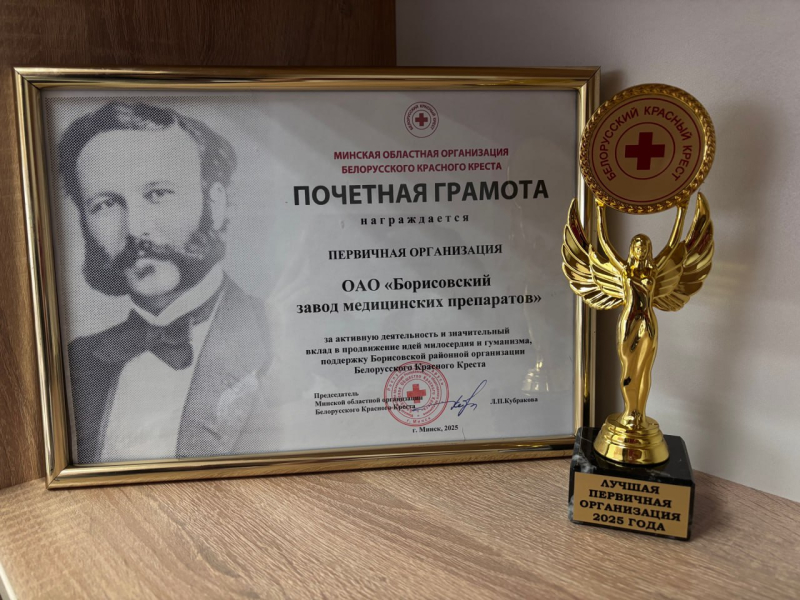 МИНСКАЯ ОБЛАСТНАЯ ОРГАНИЗАЦИЯ
БЕЛОРУССКОГО КРАСНОГО КРЕСТА
ПОЧЕТНАЯ ГРАМОТА
награждается
ПЕРВИЧНАЯ ОРГАНИЗАЦИЯ
ОАО «Борисовский
завод медицинских препаратов»
за активную деятельность и значительный
вклад в продвижение идей милосердия и гуманизма,
поддержку Борисовской районной организации
Белорусского Красного Креста
Председатель
Минской областной организации
Белорусского Красного Креста
Л.П.Кубракова
г. Минск, 2025
БЕЛОРУССКИЙ КРАСНЫЙ КРЕСТ
ЛУЧШАЯ
ПЕРВИЧНАЯ
ОРГАНИЗАЦИЯ
2025 ГОДА